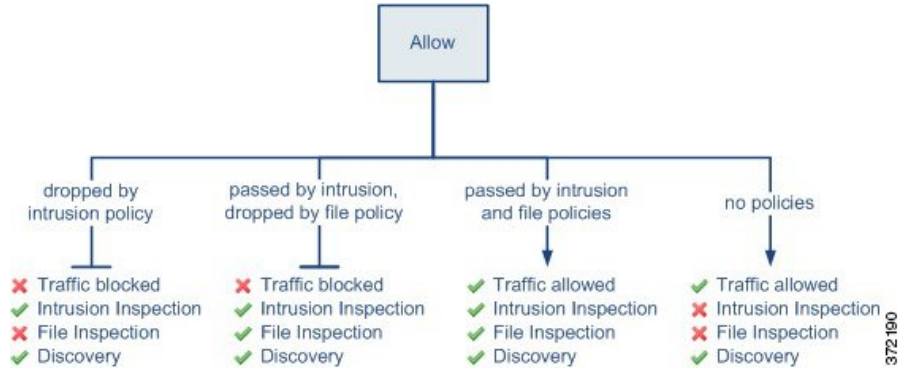 Allow
dropped by
intrusion policy
passed by intrusion,
dropped by file policy
passed by intrusion
and file policies
no policies
Traffic blocked
Intrusion Inspection
File Inspection
Discovery
Traffic blocked
Intrusion Inspection
File Inspection
Discovery
Traffic allowed
Intrusion Inspection
File Inspection
Discovery
Traffic allowed
Intrusion Inspection
File Inspection
Discovery
372190